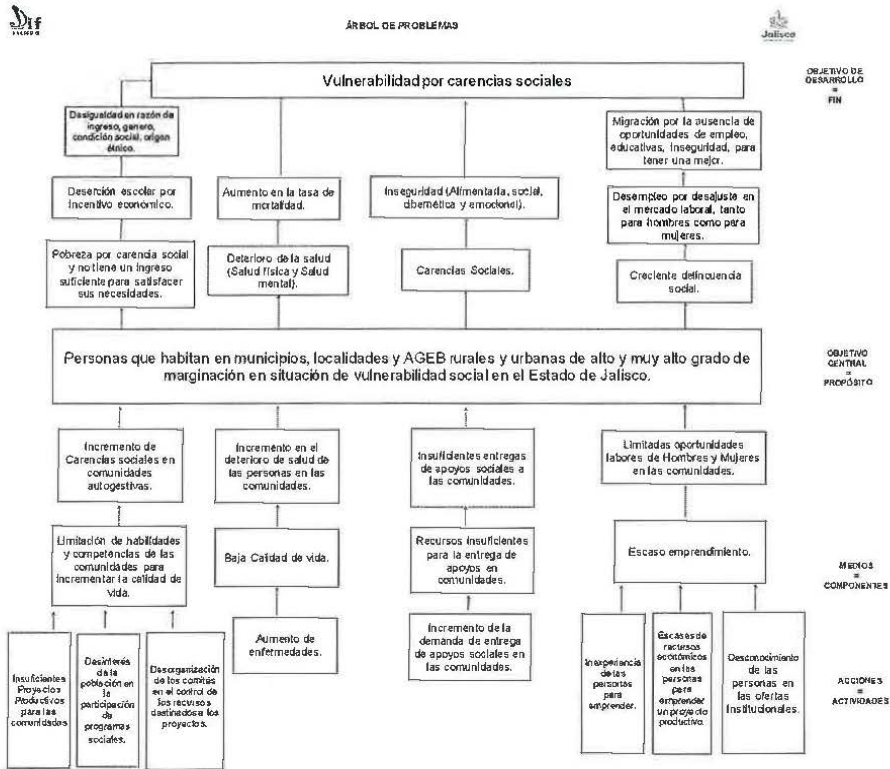 Dif
JALISCO
ÁRBOL DE PROBLEMAS
Jalisco
Vulnerabilidad por carencias sociales
OBJETIVO DE
DESARROLLO
=
FIN
Desigualdad en razón de
ingreso, genero,
condición social, origen
étnico.
Migración por la ausencia de
oportunidades de empleo,
educativas, inseguridad, para
tener una mejor.
Deserción escolar por
incentivo económico.
Aumento en la tasa de
mortalidad.
Inseguridad (Alimentaria, social,
cibernética y emocional).
Desempleo por desajuste en
el mercado laboral, tanto
para hombres como para
mujeres.
Pobreza por carencia social
y no tiene un ingreso
suficiente para satisfacer
sus necesidades.
Deterioro de la salud
(Salud física y Salud
mental).
Carencias Sociales.
Creciente delincuencia
social.
Personas que habitan en municipios, localidades y AGEB rurales y urbanas de alto y muy alto grado de
marginación en situación de vulnerabilidad social en el Estado de Jalisco.
OBJETIVO
CENTRAL
=
PROPÓSITO
Incremento de
Carencias sociales en
comunidades
autogestivas.
Incremento en el
deterioro de salud de
las personas en las
comunidades.
Insuficientes entregas
de apoyos sociales a
las comunidades.
Limitadas oportunidades
labores de Hombres y Mujeres
en las comunidades.
Limitación de habilidades
y competencias de las
comunidades para
incrementar la calidad de
vida.
Baja Calidad de vida.
Recursos insuficientes
para la entrega de
apoyos en
comunidades.
Escaso emprendimiento.
MEDIOS
=
COMPONENTES
Insuficientes
Proyectos
Productivos
para las
comunidades
Desinterés
de la
población en
la
participación
de
programas
sociales.
Desorganización
de los comités
en el control de
los recursos
destinados a los
proyectos.
Aumento de
enfermedades.
Incremento de la
demanda de entrega
de apoyos sociales en
las comunidades.
Inexperiencia
de las
personas
para
emprender.
Escases de
recursos
económicos
en las
personas
para
emprender
un proyecto
productivo.
Desconocimiento
de las
personas en
las ofertas
Institucionales.
ACCIONES
=
ACTIVIDADES